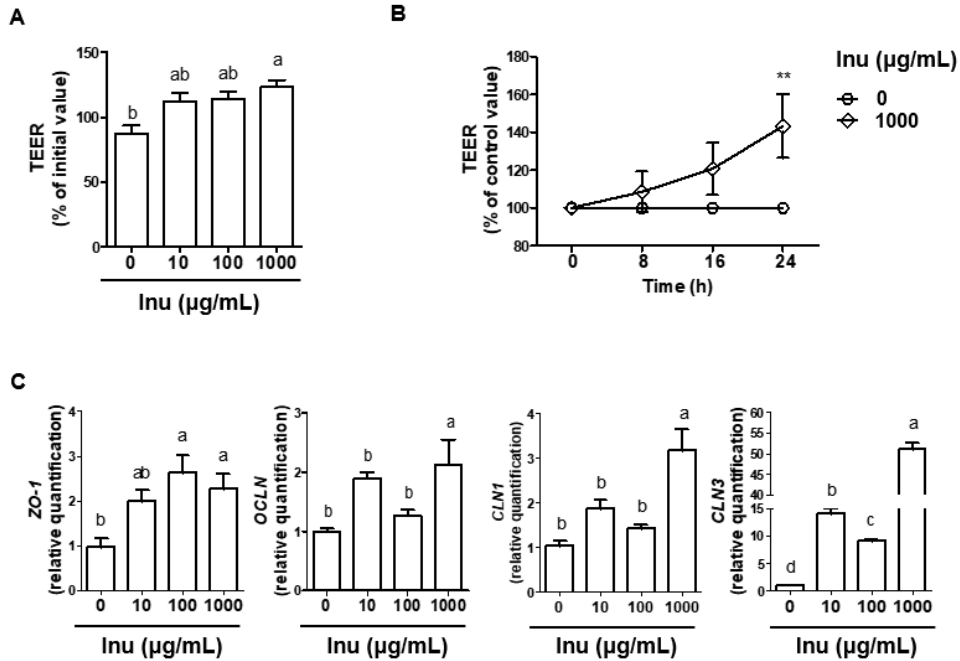 A
TEER
(% of initial value)
150
100
50
0
b
ab
ab
a
0 10 100 1000
Inu (µg/mL)
B
TEER
(% of control value)
180
160
140
120
100
80
**
0 8 16 24
Time (h)
Inu (µg/mL)
0
1000
C
ZO-1
(relative quantification)
4
3
2
1
0
b
ab
a
a
0 10 100 1000
Inu (µg/mL)
OCLN
(relative quantification)
3
2
1
0
b
b
b
a
0 10 100 1000
Inu (µg/mL)
CLN1
(relative quantification)
4
3
2
1
0
b
b
b
a
0 10 100 1000
Inu (µg/mL)
CLN3
(relative quantification)
60
55
50
45
40
15
10
5
0
d
b
c
a
0 10 100 1000
Inu (µg/mL)